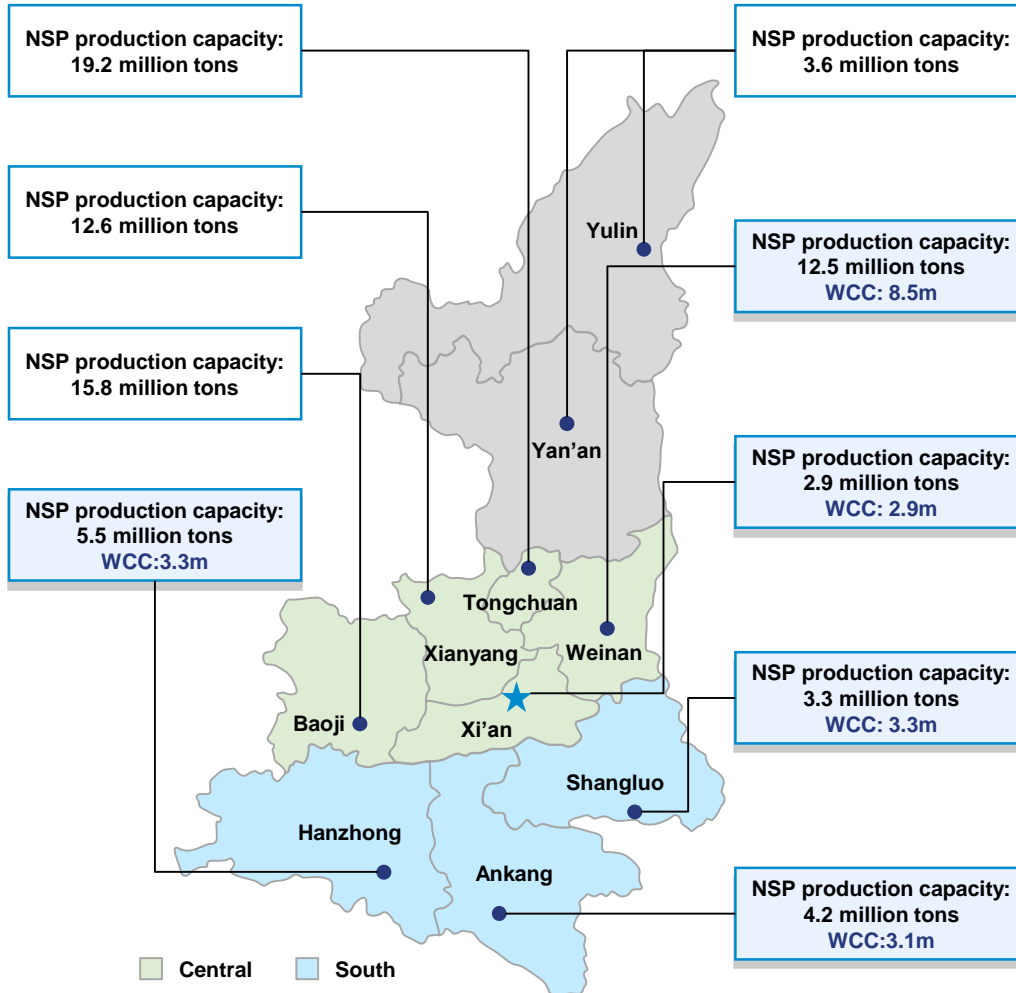 NSP production capacity:
19.2 million tons
NSP production capacity:
3.6 million tons
NSP production capacity:
12.6 million tons
Yulin
NSP production capacity:
12.5 million tons
WCC: 8.5m
NSP production capacity:
15.8 million tons
Yan’an
NSP production capacity:
2.9 million tons
WCC: 2.9m
NSP production capacity:
5.5 million tons
WCC:3.3m
Tongchuan
Xianyang
Weinan
Baoji
Xi’an
NSP production capacity:
3.3 million tons
WCC: 3.3m
Shangluo
Hanzhong
Ankang
NSP production capacity:
4.2 million tons
WCC:3.1m
Central
South